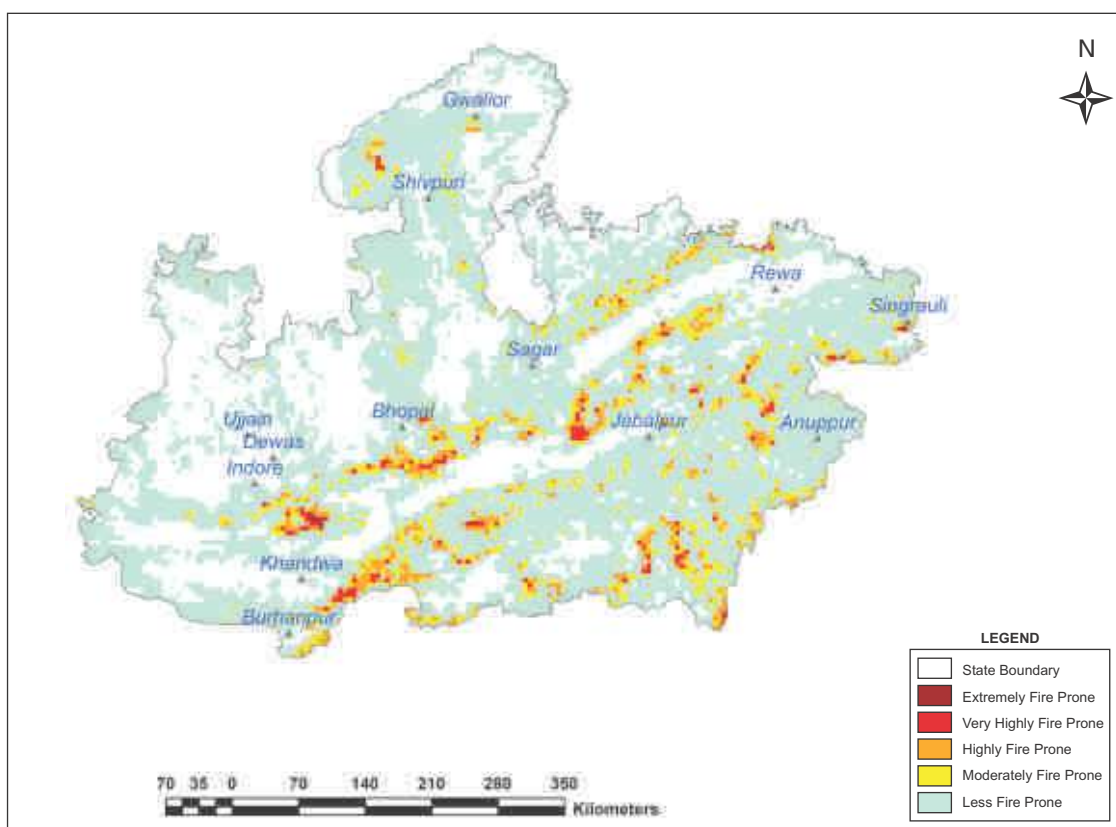 N
Gwalior
Shivpuri
Rewa
Singrauli
Sagar
Bhopal
Jabalpur
Anuppur
Ujjain
Dewas
Indore
Khandwa
Burhanpur
LEGEND
State Boundary
Extremely Fire Prone
Very Highly Fire Prone
Highly Fire Prone
Moderately Fire Prone
Less Fire Prone
70 35 0 70 140 210 280 350
Kilometers